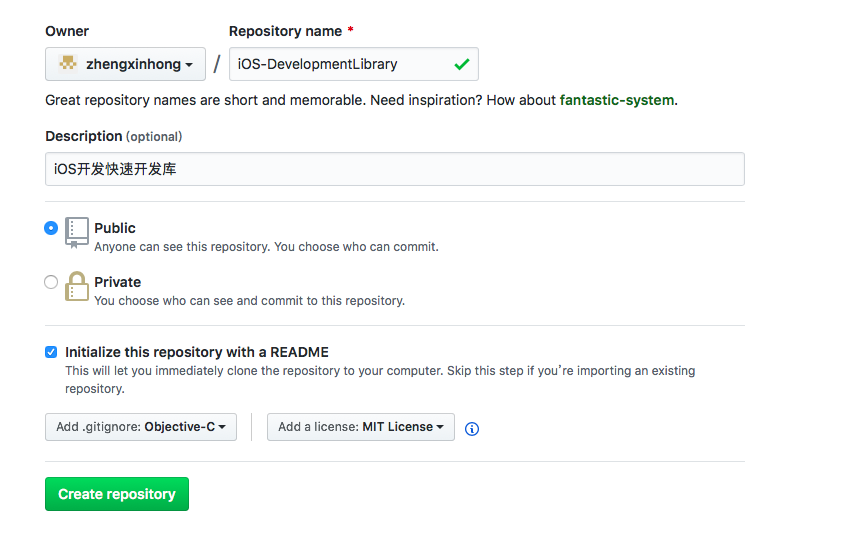 Owner
Repository name *
zhengxinhong / iOS-DevelopmentLibrary
Great repository names are short and memorable. Need inspiration? How about fantastic-system.
Description (optional)
iOS开发快速开发库
Public
Anyone can see this repository. You choose who can commit.
Private
You choose who can see and commit to this repository.
Initialize this repository with a README
This will let you immediately clone the repository to your computer. Skip this step if you’re importing an existing
repository.
Add .gitignore: Objective-C
Add a license: MIT License
Create repository